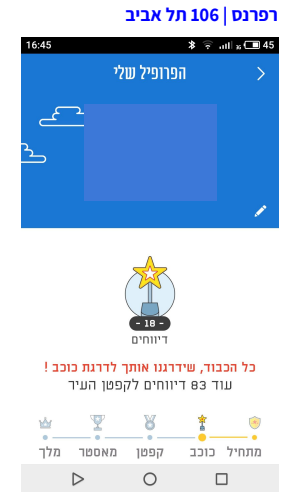 רפרנס | 106 תל אביב
16:45 45
הפרופיל שלי
- 18 -
דיווחים
כל הכבוד, שידרגנו אותך לדרגת כוכב !
עוד 83 דיווחים לקפטן העיר
מתחיל כוכב קפטן מאסטר מלך